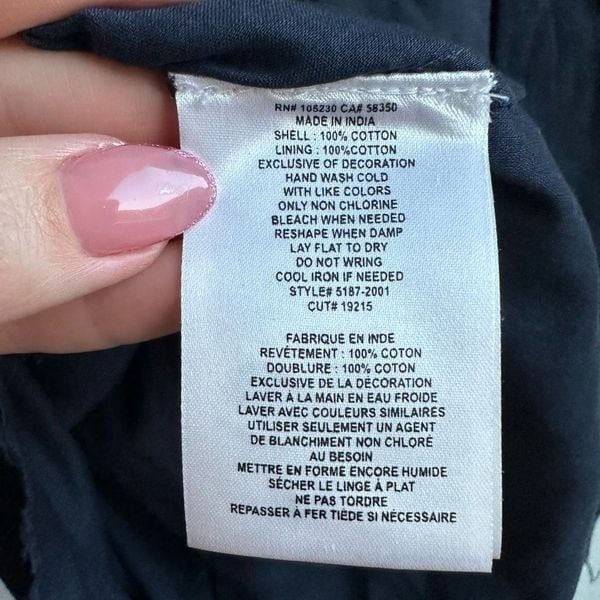 RN# 105230 CA# 58350
MADE IN INDIA
SHELL : 100% COTTON
LINING : 100%COTTON
EXCLUSIVE OF DECORATION
HAND WASH COLD
WITH LIKE COLORS
ONLY NON CHLORINE
BLEACH WHEN NEEDED
RESHAPE WHEN DAMP
LAY FLAT TO DRY
DO NOT WRING
COOL IRON IF NEEDED
STYLE# 5187-2001
CUT# 19215
FABRIQUE EN INDE
REVÉTEMENT : 100% COTON
DOUBLURE : 100% COTON
EXCLUSIVE DE LA DÉCORATION
LAVER À LA MAIN EN EAU FROIDE
LAVER AVEC COULEURS SIMILAIRES
UTILISER SEULEMENT UN AGENT
DE BLANCHIMENT NON CHLORÉ
AU BESOIN
METTRE EN FORME ENCORE HUMIDE
SÉCHER LE LINGE À PLAT
NE PAS TORDRE
REPASSER À FER TIÈDE SI NÉCESSAIRE